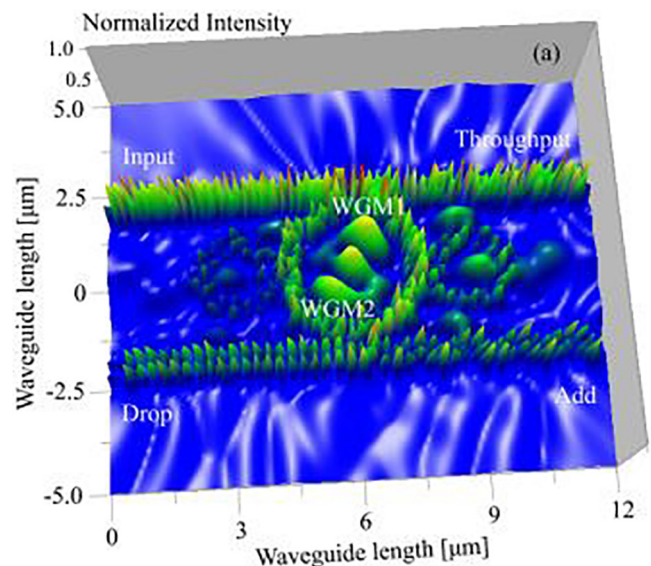 Normalized Intensity
(a)
1.0
0.5
5.0
2.5
0
-2.5
-5.0
Waveguide length [μm]
Input
Throughput
WGM1
WGM2
Drop
Add
0
3
6
9
12
Waveguide length [μm]